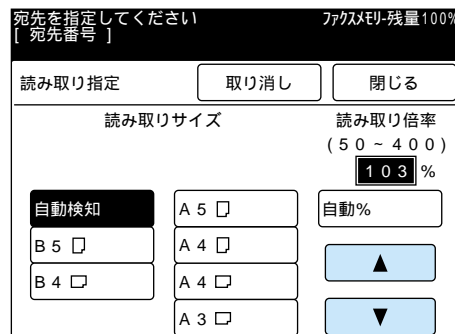 宛先を指定してください ファクスメモリ-残量100%
[ 宛先番号 ]
読み取り指定 取り消し 閉じる
読み取りサイズ 読み取り倍率
(50~400)
103 %
自動検知 A5 自動%
B5 A4
B4 A4
A3